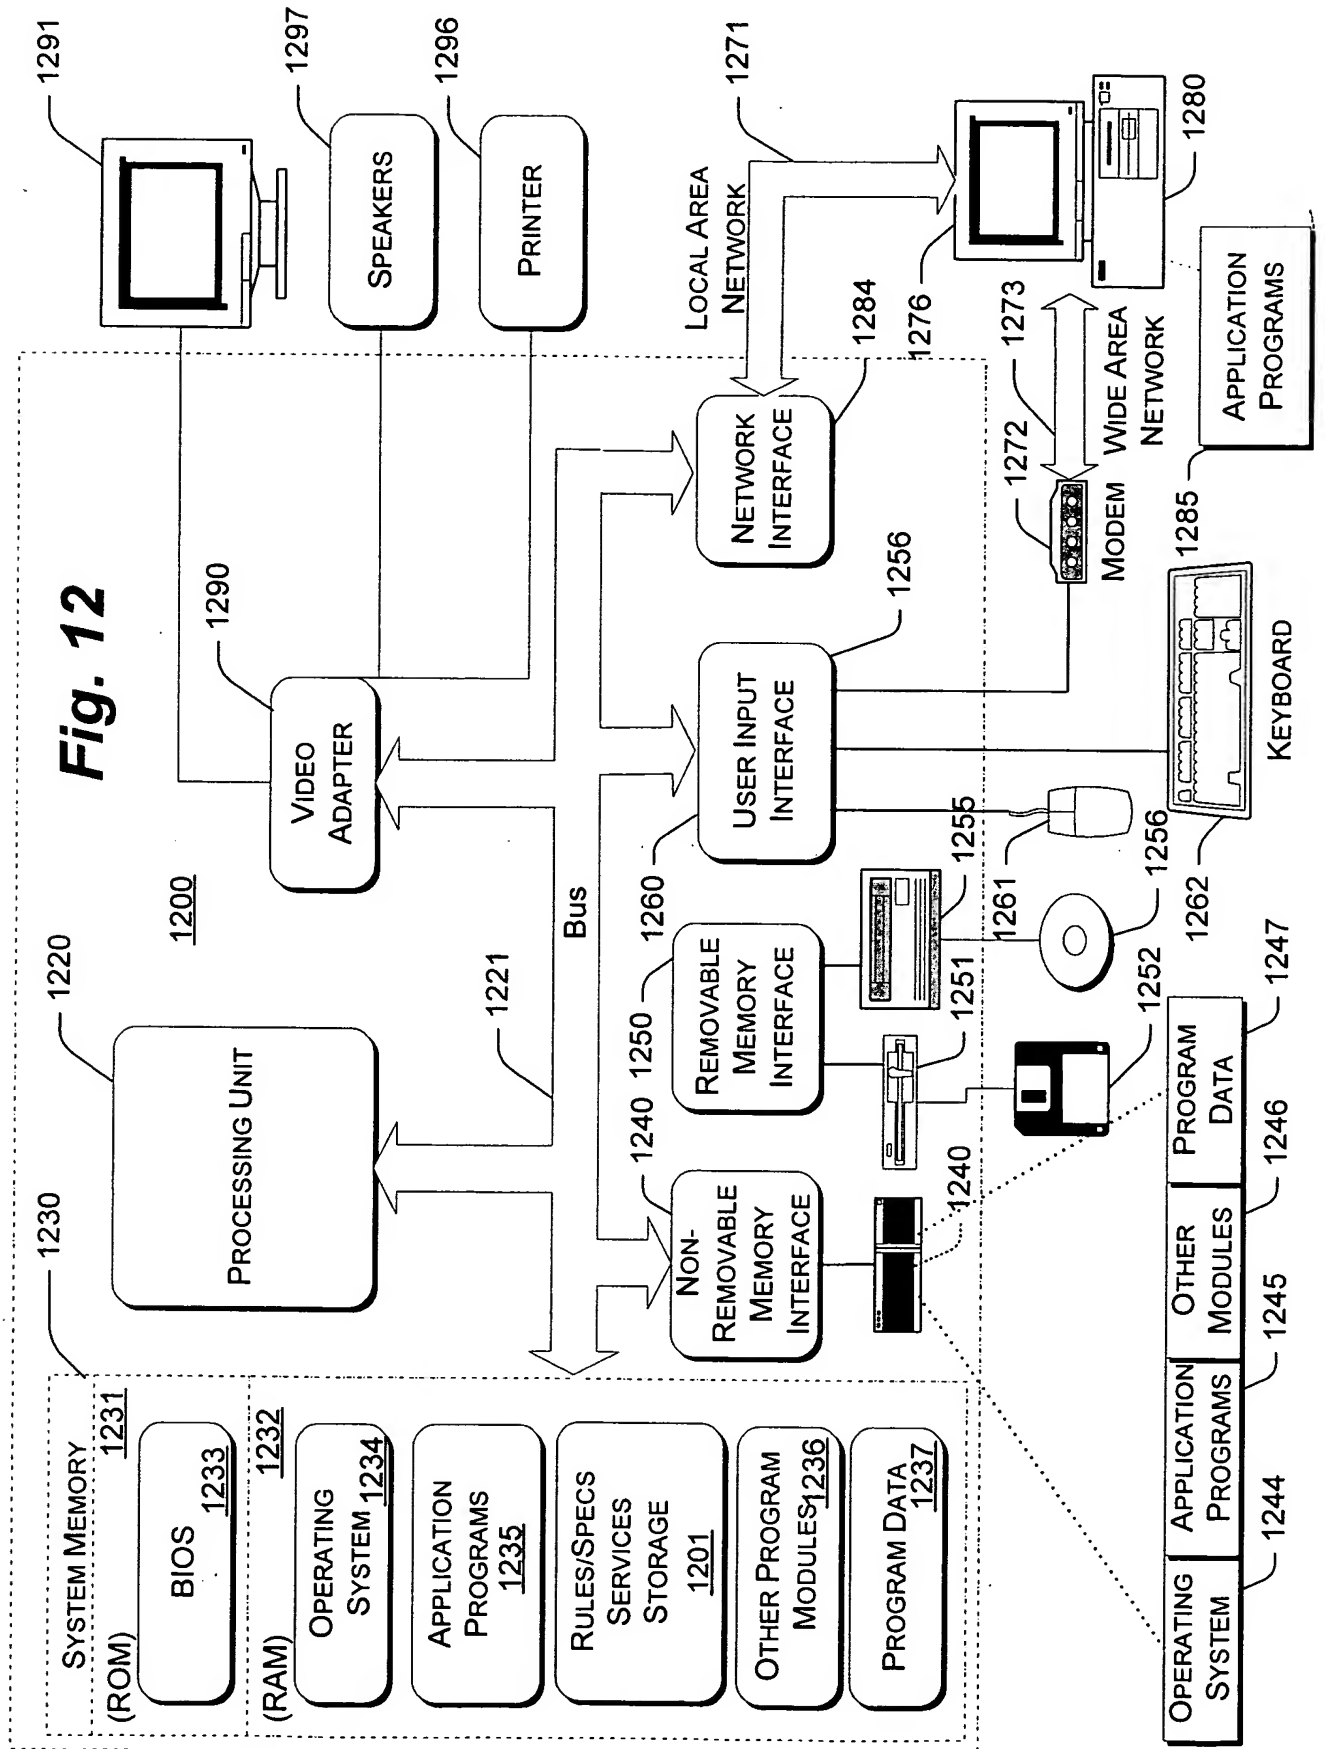 Fig. 12
1200
SYSTEM MEMORY
1230
(ROM)
1231
BIOS
1233
(RAM)
1232
OPERATING
SYSTEM 1234
APPLICATION
PROGRAMS
1235
RULES/SPECS
SERVICES
STORAGE
1201
OTHER PROGRAM
MODULES 1236
PROGRAM DATA
1237
1220
PROCESSING UNIT
1221
BUS
1290
VIDEO
ADAPTER
1291
1297
SPEAKERS
1296
PRINTER
1240
NON-
REMOVABLE
MEMORY
INTERFACE
1250
REMOVABLE
MEMORY
INTERFACE
1260
USER INPUT
INTERFACE
1256
NETWORK
INTERFACE
1284
LOCAL AREA
NETWORK
1271
1276
1280
1240
1251
1255
1252
1256
1261
1262
KEYBOARD
1272
MODEM
1273
WIDE AREA
NETWORK
1285
APPLICATION
PROGRAMS
OPERATING
SYSTEM
1244
APPLICATION
PROGRAMS
1245
OTHER
MODULES
1246
PROGRAM
DATA
1247